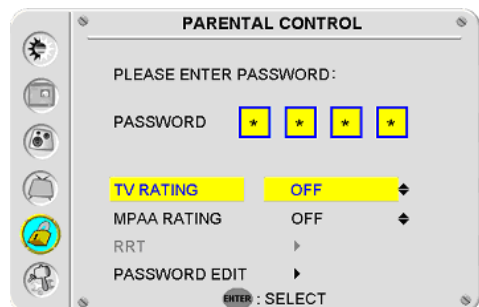 PARENTAL CONTROL
PLEASE ENTER PASSWORD:
PASSWORD * * * *
TV RATING OFF
MPAA RATING OFF
RRT
PASSWORD EDIT
ENTER : SELECT